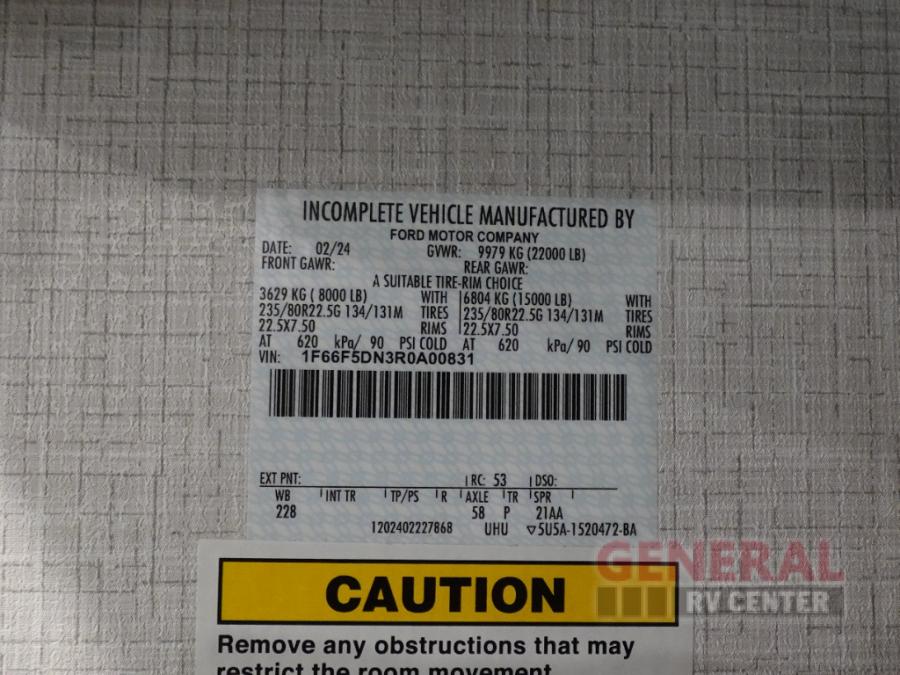 INCOMPLETE VEHICLE MANUFACTURED BY
FORD MOTOR COMPANY
DATE: 02/24 GVWR: 9979 KG (22000 LB)
FRONT GAWR: REAR GAWR:
A SUITABLE TIRE-RIM CHOICE
3629 KG ( 8000 LB) WITH 6804 KG (15000 LB) WITH
235/80R22.5G 134/131M TIRES 235/80R22.5G 134/131M TIRES
22.5X7.50 RIMS 22.5X7.50 RIMS
AT 620 kPa/ 90 PSI COLD AT 620 kPa/ 90 PSI COLD
VIN: 1F66F5DN3R0A00831
EXT PNT: RC: 53 DSO:
WB INT TR TP/PS R AXLE TR SPR
228 58 P 21AA
1202402227868 UHU 5U5A-1520472-BA
GENERAL
RV CENTER
CAUTION
Remove any obstructions that may
restrict the room movement